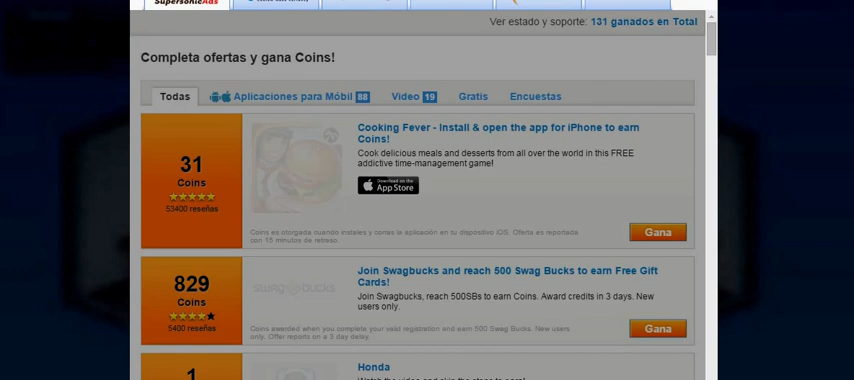 SupersonicAds
Ver estado y soporte: 131 ganados en Total
Completa ofertas y gana Coins!
Todas Aplicaciones para Móbil 88 Video 19 Gratis Encuestas
31
Coins
53400 reseñas
Cooking Fever - Install & open the app for iPhone to earn
Coins!
Cook delicious meals and desserts from all over the world in this FREE
addictive time-management game!
Download on the
App Store
Coins es otorgada cuando instales y corras la aplicación en tu dispositivo iOS. Oferta es reportada
con 15 minutos de retraso.
Gana
829
Coins
5400 reseñas
swagbucks
Join Swagbucks and reach 500 Swag Bucks to earn Free Gift
Cards!
Join Swagbucks, reach 500SBs to earn Coins. Award credits in 3 days. New
users only.
Coins awarded when you complete your valid registration and earn 500 Swag Bucks. New users
only. Offer reports on a 3 day delay.
Gana
1
Honda